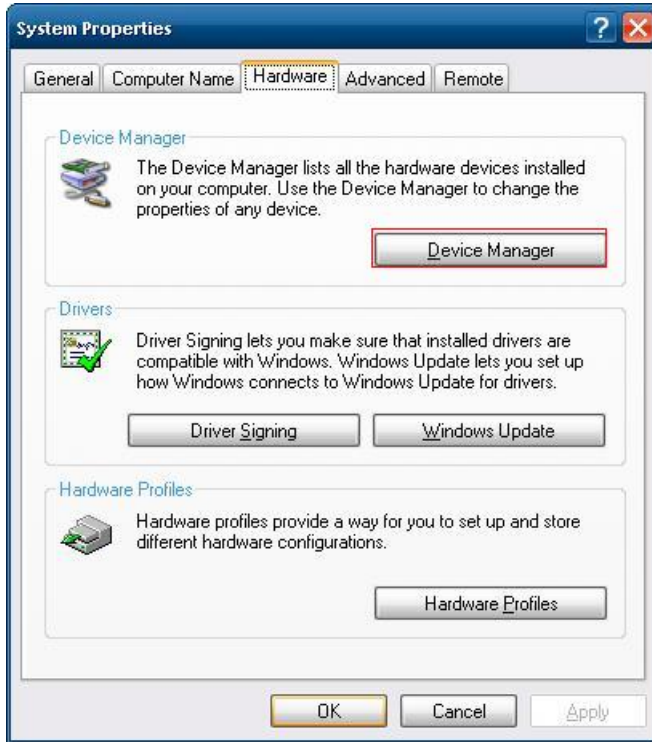 System Properties
General Computer Name Hardware Advanced Remote
Device Manager
The Device Manager lists all the hardware devices installed
on your computer. Use the Device Manager to change the
properties of any device.
Device Manager
Drivers
Driver Signing lets you make sure that installed drivers are
compatible with Windows. Windows Update lets you set up
how Windows connects to Windows Update for drivers.
Driver Signing Windows Update
Hardware Profiles
Hardware profiles provide a way for you to set up and store
different hardware configurations.
Hardware Profiles
OK Cancel Apply